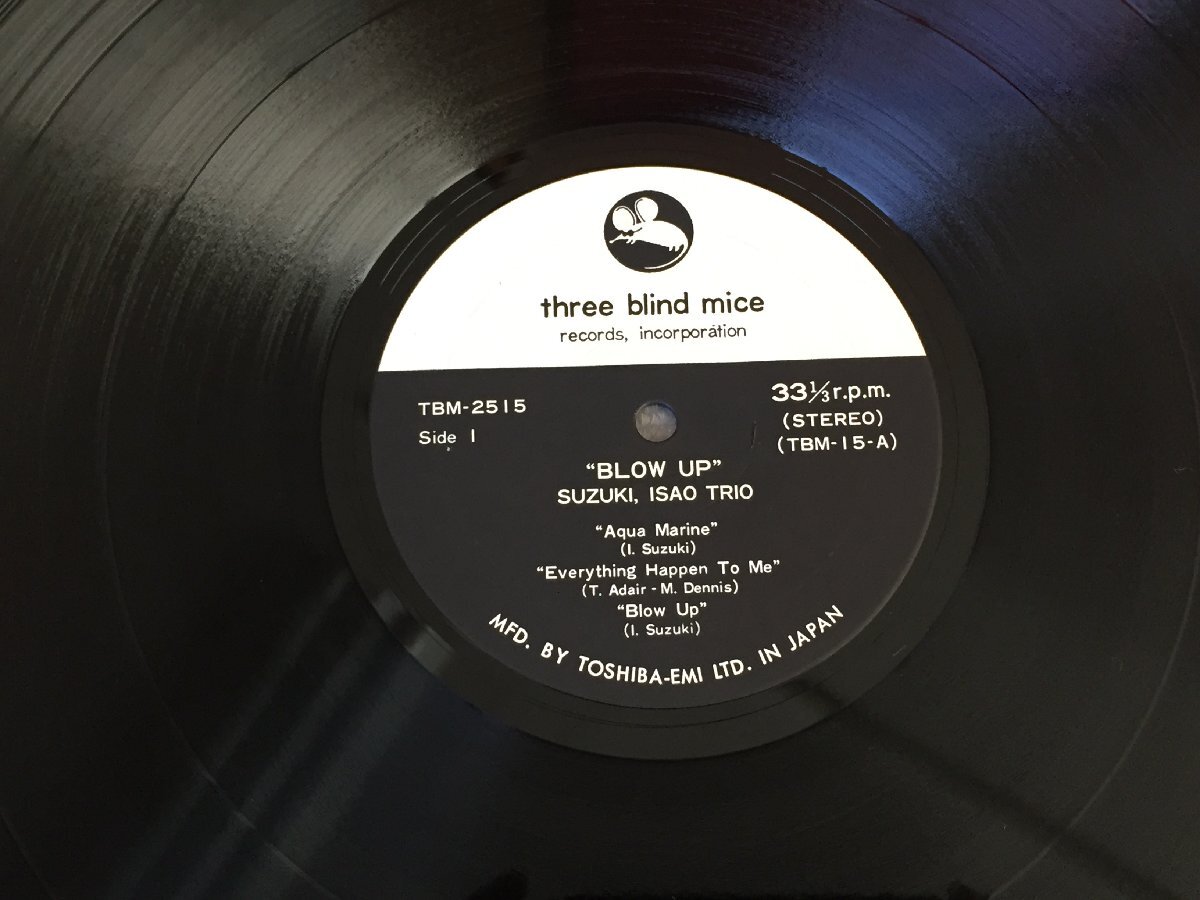 three blind mice
records, incorporation
TBM-2515
Side 1
33⅓ r.p.m.
(STEREO)
(TBM-15-A)
“BLOW UP”
SUZUKI, ISAO TRIO
“Aqua Marine”
(I. Suzuki)
“Everything Happen To Me”
(T. Adair - M. Dennis)
“Blow Up”
(I. Suzuki)
MFD. BY TOSHIBA-EMI LTD. IN JAPAN